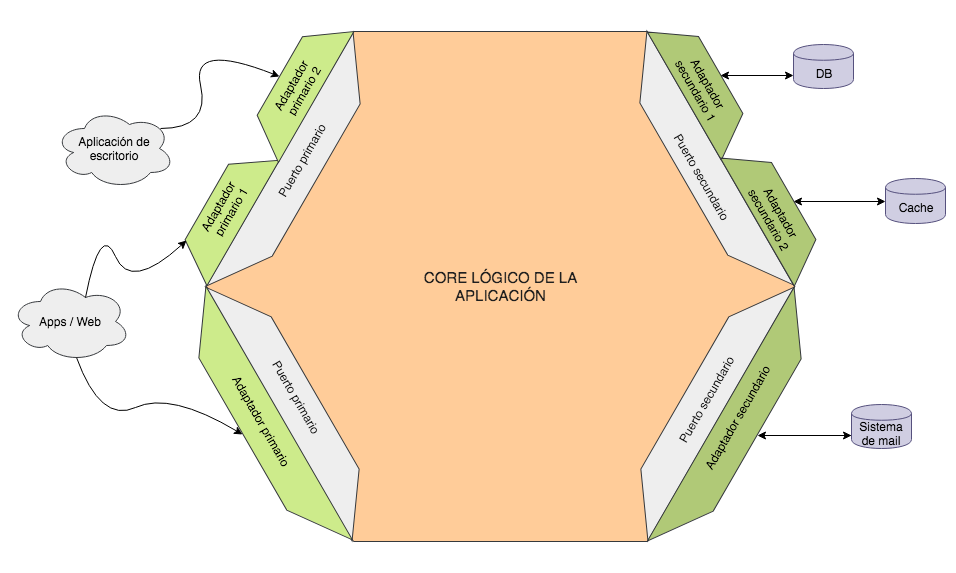 Adaptador
primario 2
Puerto primario
Adaptador
secundario 1
DB
Aplicación de
escritorio
Adaptador
primario 1
Puerto secundario
Adaptador
secundario 2
Cache
CORE LÓGICO DE LA
APLICACIÓN
Apps / Web
Adaptador primario
Puerto primario
Puerto secundario
Adaptador secundario
Sistema
de mail